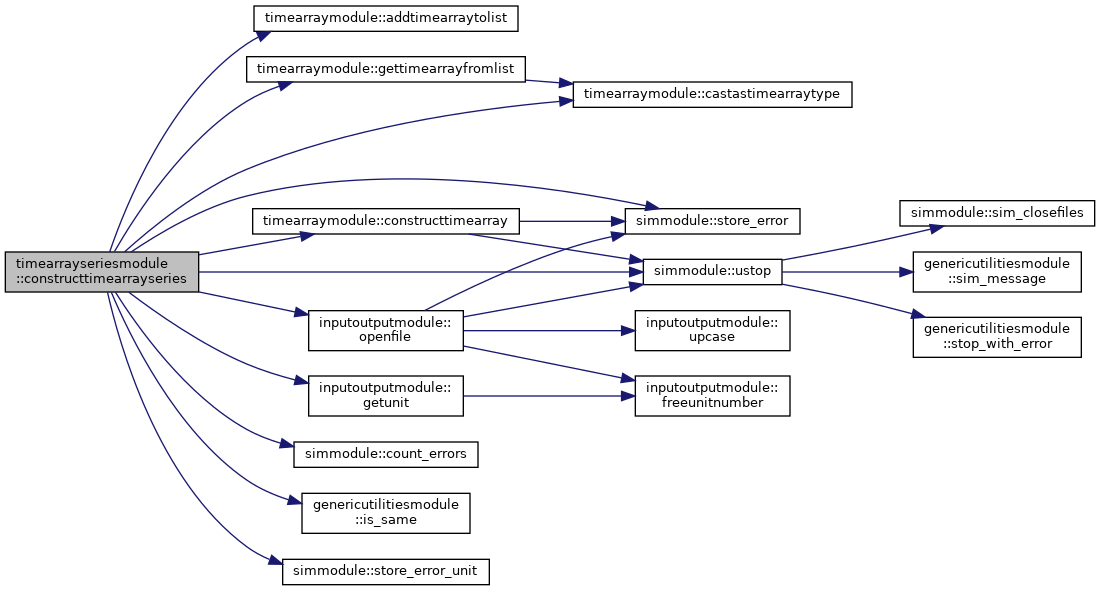 timearraymodule::addtimearraytolist
timearraymodule::gettimearrayfromlist
timearraymodule::castastimearraytype
timearrayseriesmodule
::constructtimearrayseries
timearraymodule::constructtimearray
simmodule::store_error
simmodule::ustop
simmodule::sim_closefiles
genericutilitiesmodule
::sim_message
genericutilitiesmodule
::stop_with_error
inputoutputmodule::
openfile
inputoutputmodule::
upcase
inputoutputmodule::
getunit
inputoutputmodule::
freeunitnumber
simmodule::count_errors
genericutilitiesmodule
::is_same
simmodule::store_error_unit